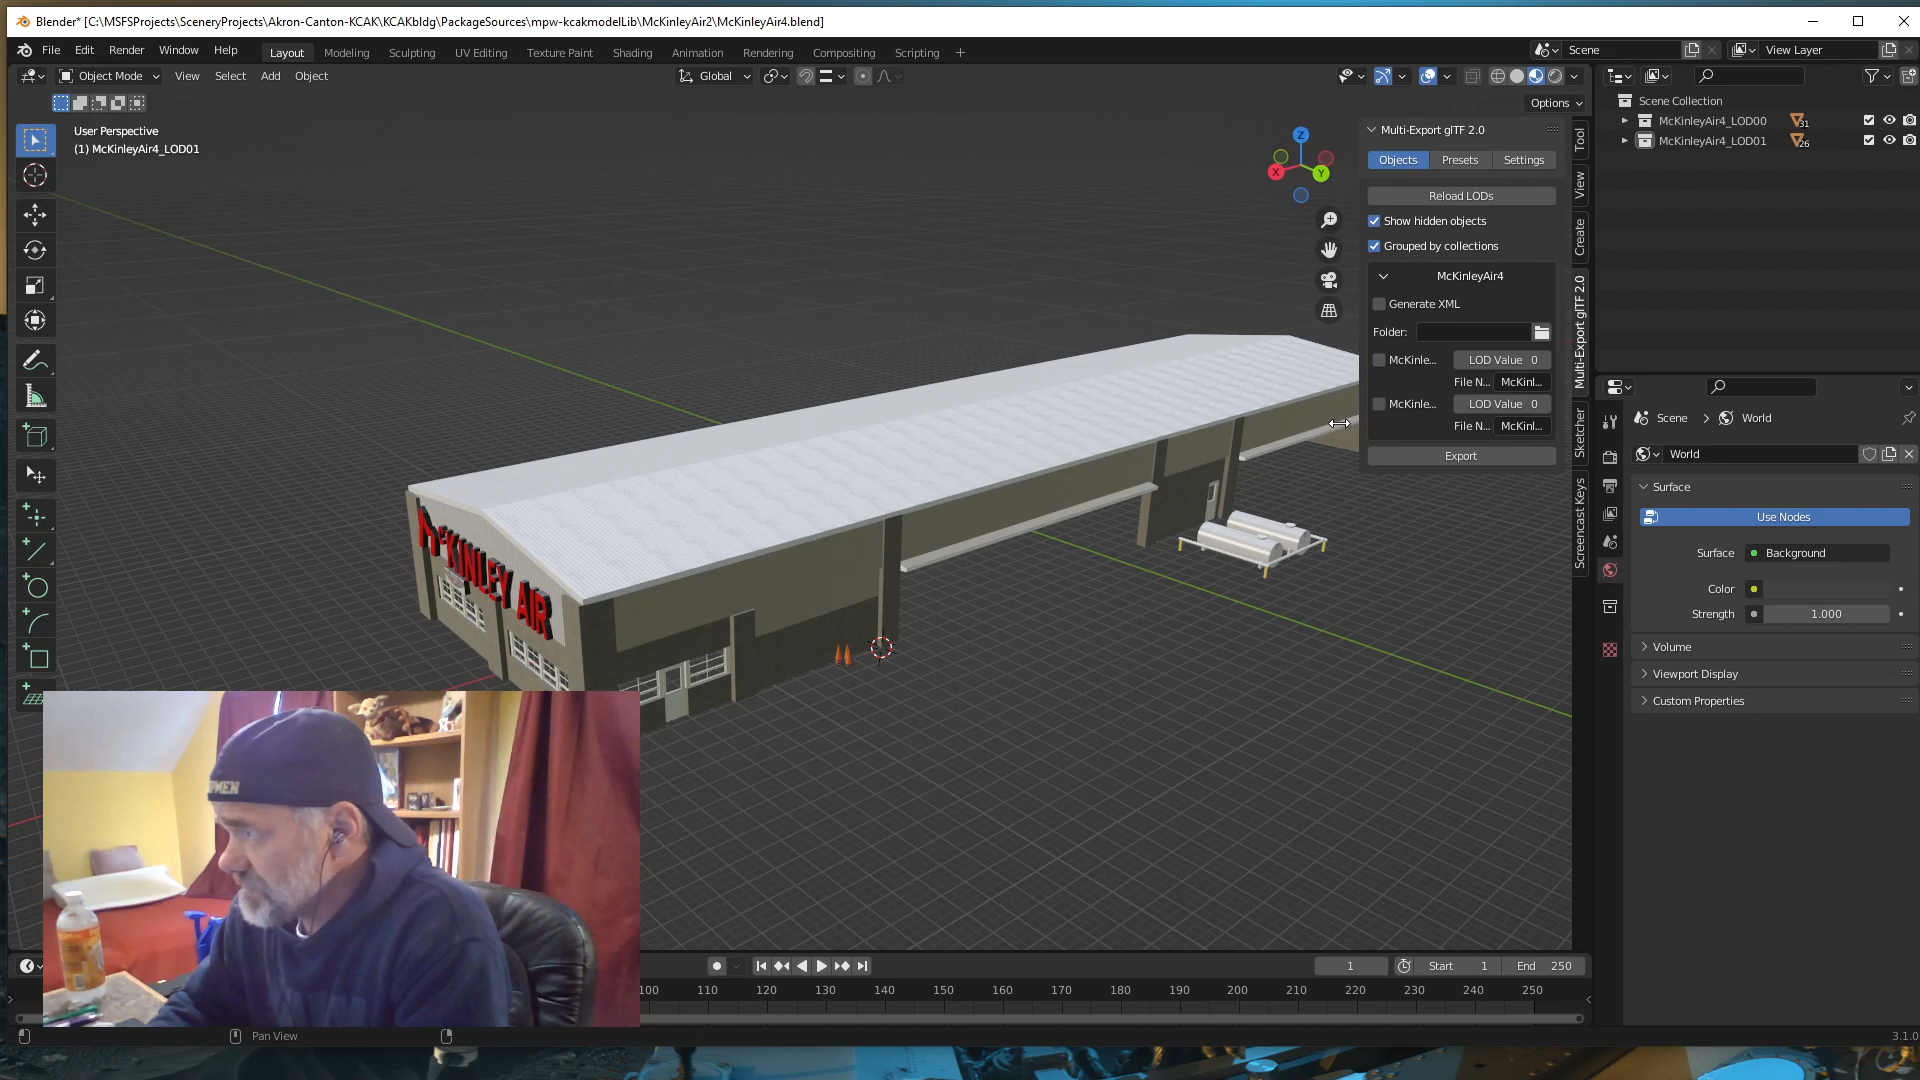 Blender* [C:\MSFSProjects\SceneryProjects\Akron-Canton-KCAK\KCAKbldg\PackageSources\mpw-kcakmodelLib\McKinleyAir2\McKinleyAir4.blend]
File Edit Render Window Help Layout Modeling Sculpting UV Editing Texture Paint Shading Animation Rendering Compositing Scripting + Scene View Layer
Object Mode View Select Add Object Global
Options
User Perspective
(1) McKinleyAir4_LOD01
Z
X
Y
McKINLEY AIR
Multi-Export glTF 2.0
Objects Presets Settings
Reload LODs
Show hidden objects
Grouped by collections
McKinleyAir4
Generate XML
Folder:
McKinle... LOD Value 0
File N... McKinl...
McKinle... LOD Value 0
File N... McKinl...
Export
Tool
View
Create
Multi-Export glTF 2.0
Sketcher
Screencast Keys
Scene Collection
McKinleyAir4_LOD00 31
McKinleyAir4_LOD01 26
Scene > World
World
Surface
Use Nodes
Surface Background
Color
Strength 1.000
Volume
Viewport Display
Custom Properties
1 Start 1 End 250
100 110 120 130 140 150 160 170 180 190 200 210 220 230 240 250
Pan View
3.1.0